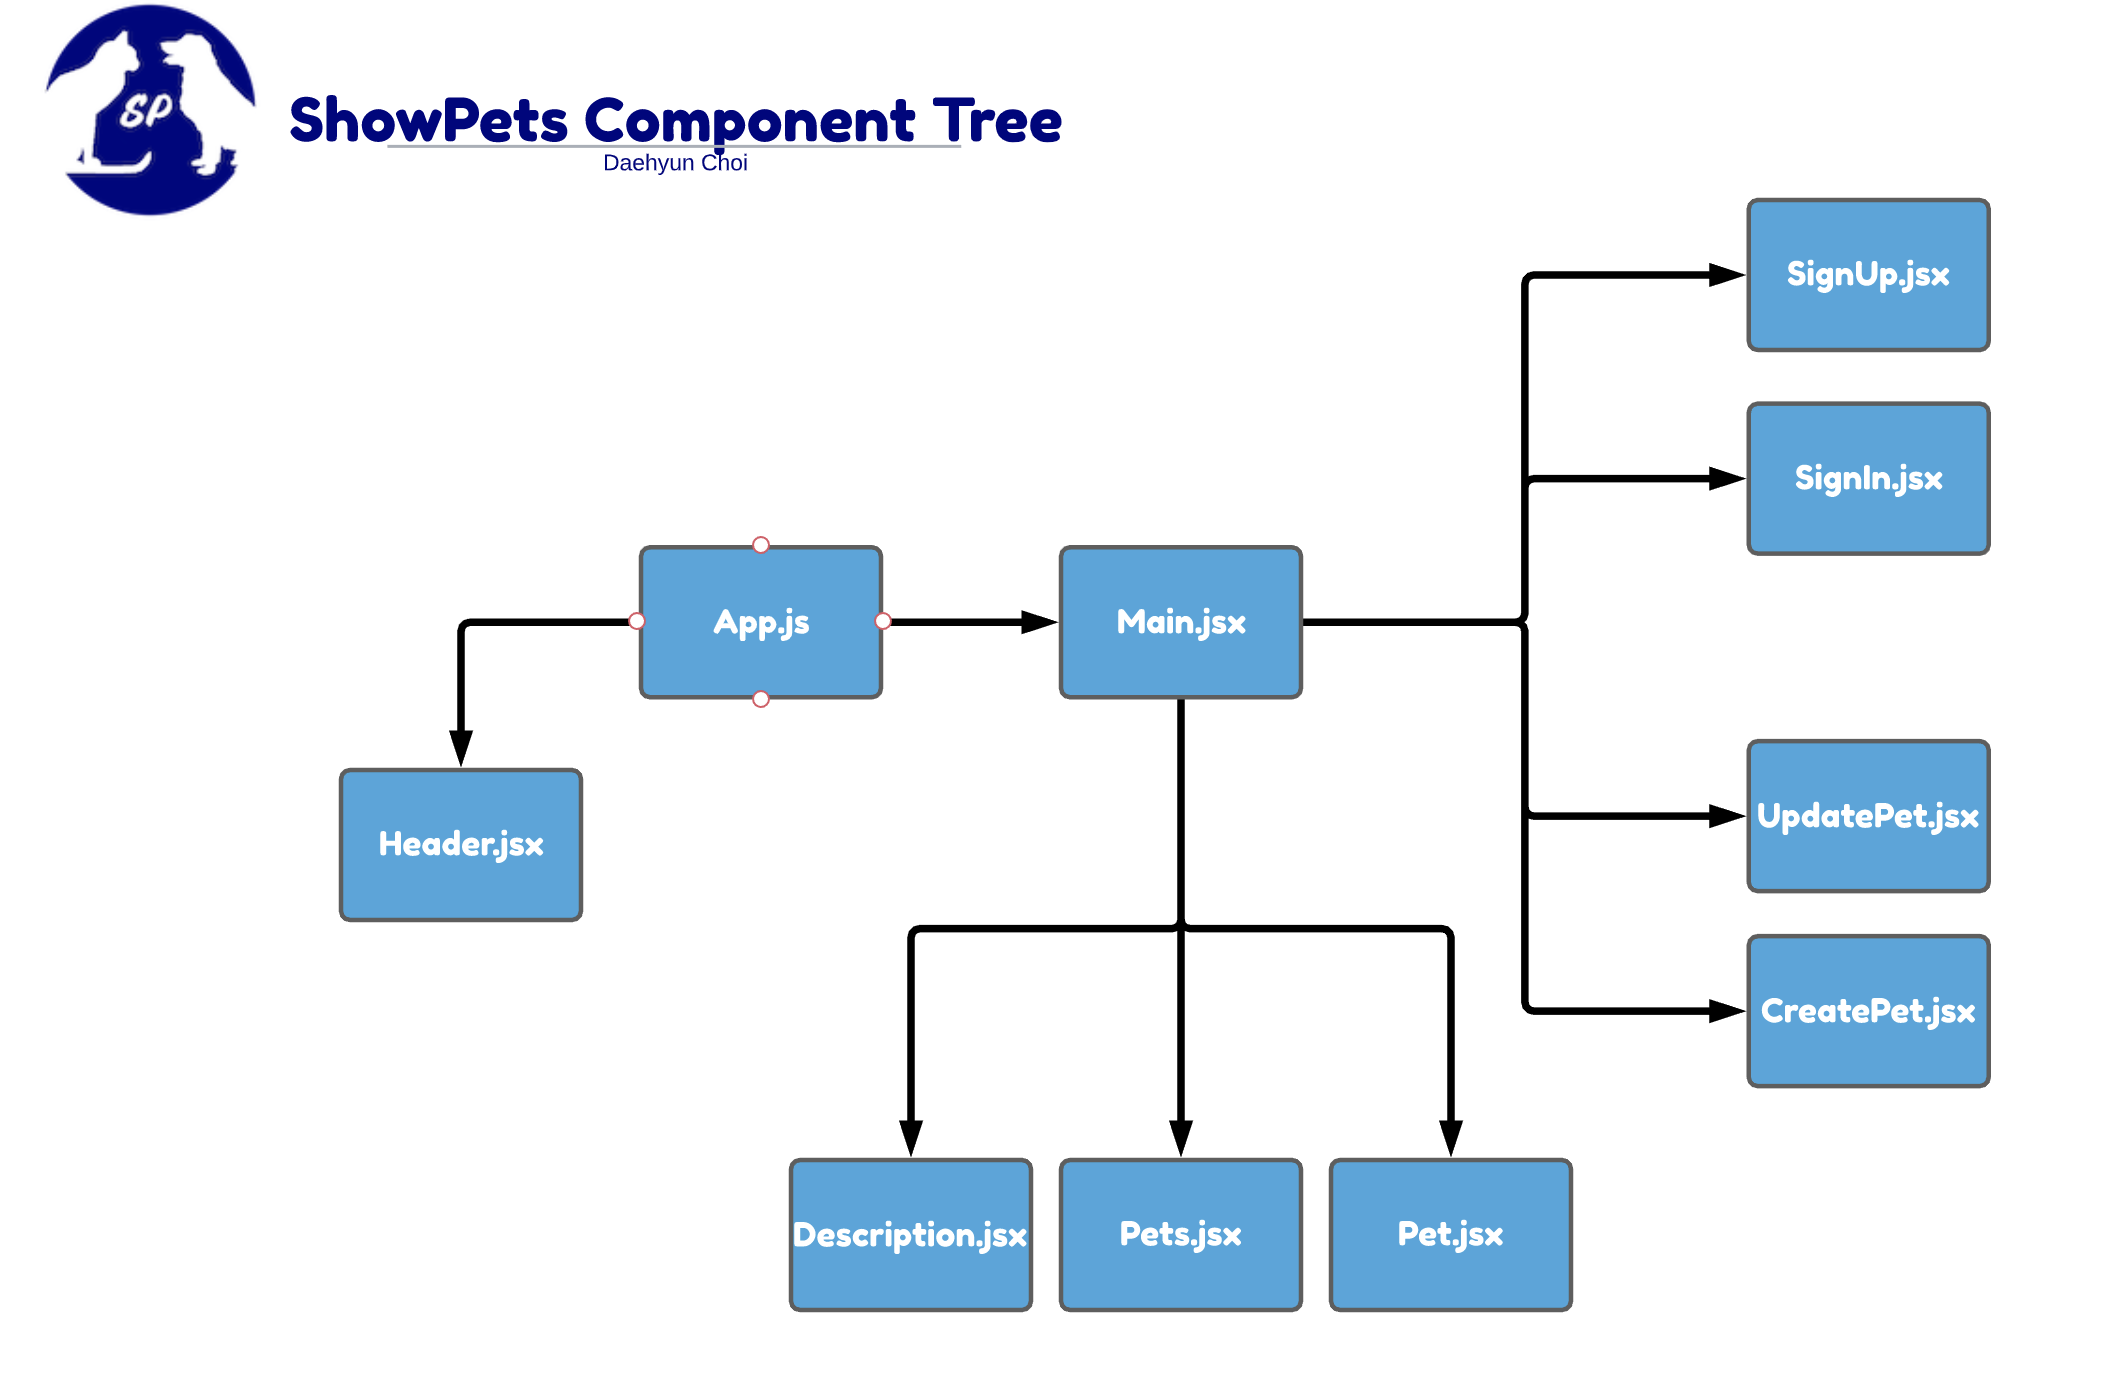 SP
ShowPets Component Tree
Daehyun Choi
SignUp.jsx
SignIn.jsx
App.js
Main.jsx
UpdatePet.jsx
Header.jsx
CreatePet.jsx
Description.jsx
Pets.jsx
Pet.jsx